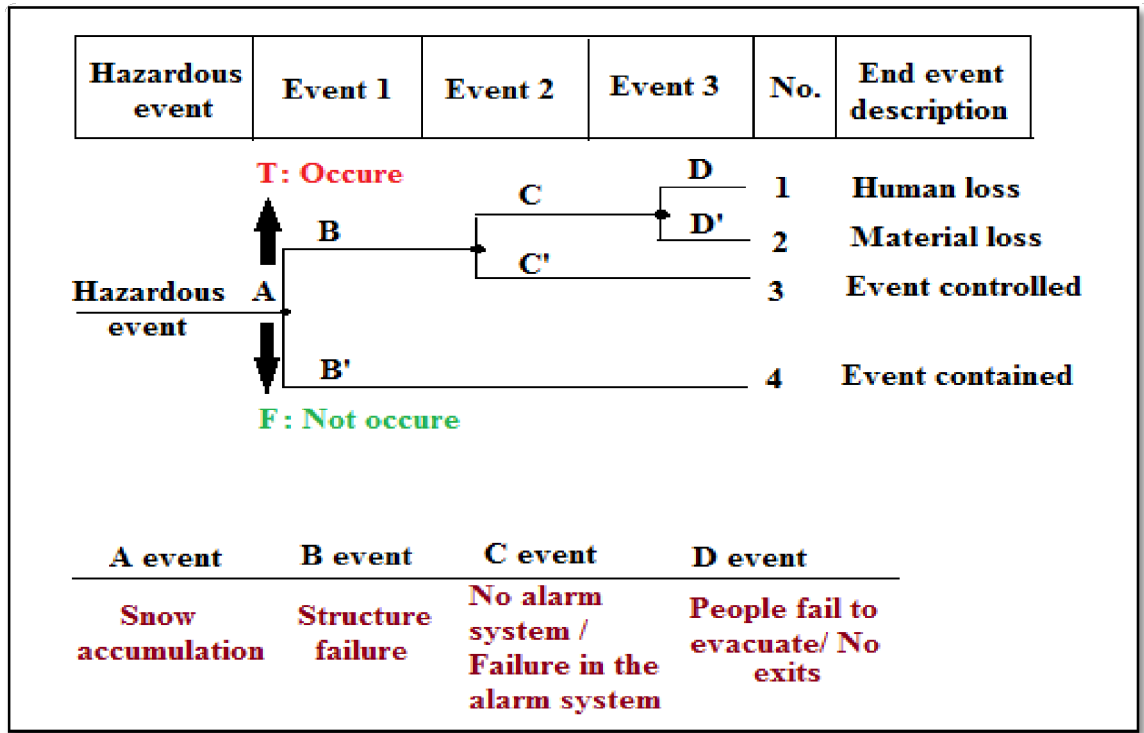 Hazardous event
Event 1
Event 2
Event 3
No.
End event description
T: Occure
D
1
Human loss
C
B
D'
2
Material loss
C'
Hazardous event
A
3
Event controlled
B'
4
Event contained
F: Not occure
A event
B event
C event
D event
Snow accumulation
Structure failure
No alarm system / Failure in the alarm system
People fail to evacuate/ No exits